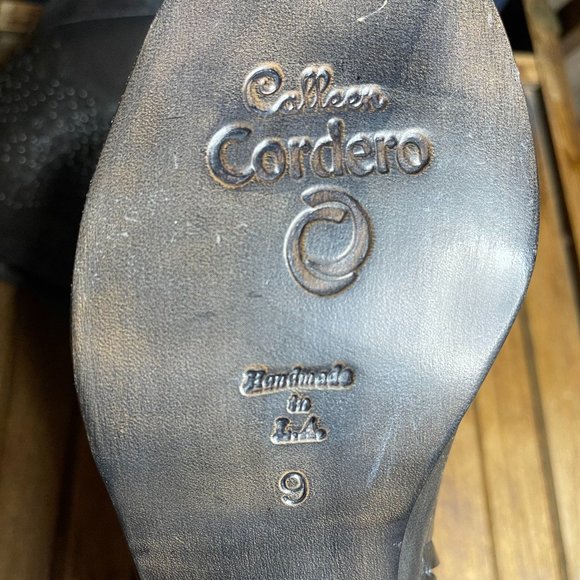 Colleen
Cordero
Handmade
in
L.A.
9